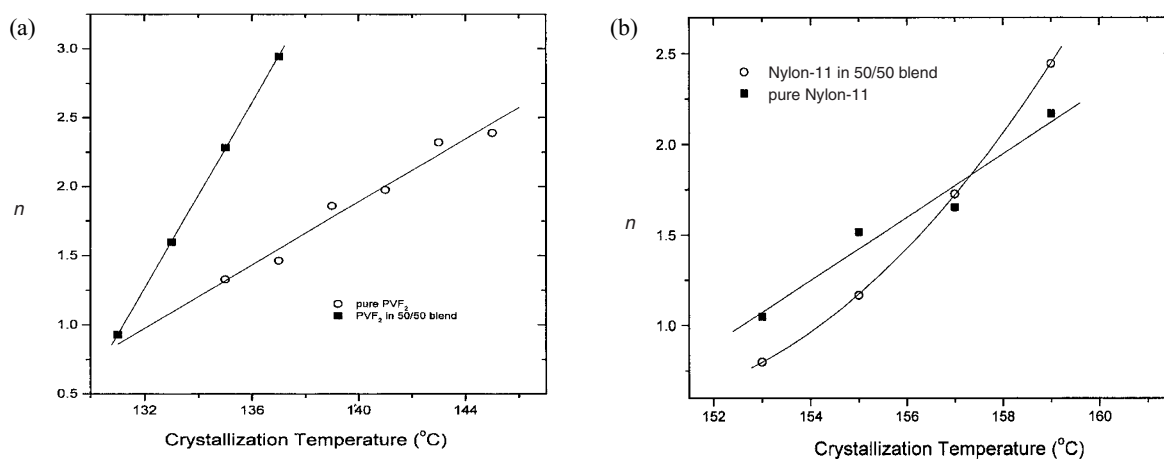 (a)
3.0
2.5
2.0
n
1.5
1.0
0.5
pure PVF₂
PVF₂ in 50/50 blend
132
136
140
144
Crystallization Temperature (°C)
(b)
2.5
Nylon-11 in 50/50 blend
pure Nylon-11
2.0
n
1.5
1.0
152
154
156
158
160
Crystallization Temperature (°C)